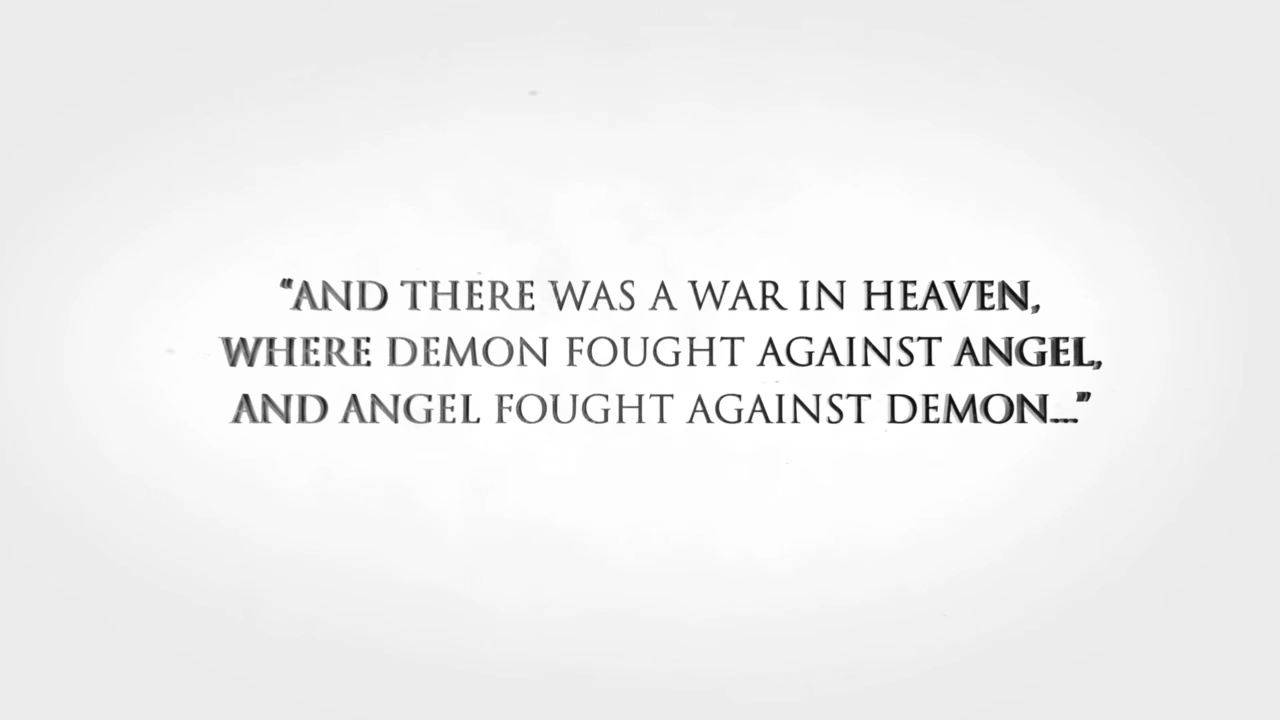 “AND THERE WAS A WAR IN HEAVEN,
WHERE DEMON FOUGHT AGAINST ANGEL,
AND ANGEL FOUGHT AGAINST DEMON...”